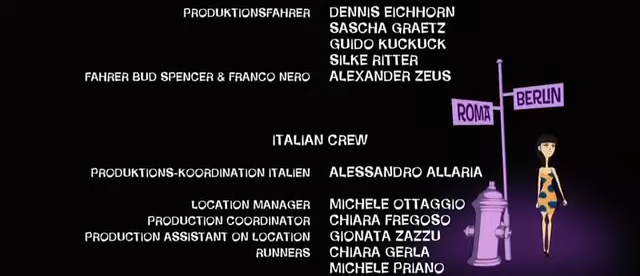 PRODUKTIONSFAHRER DENNIS EICHHORN
SASCHA GRAETZ
GUIDO KUCKUCK
SILKE RITTER
FAHRER BUD SPENCER & FRANCO NERO ALEXANDER ZEUS
ROMA BERLIN
ITALIAN CREW
PRODUKTIONS-KOORDINATION ITALIEN ALESSANDRO ALLARIA
LOCATION MANAGER MICHELE OTTAGGIO
PRODUCTION COORDINATOR CHIARA FREGOSO
PRODUCTION ASSISTANT ON LOCATION GIONATA ZAZZU
RUNNERS CHIARA GERLA
MICHELE PRIANO